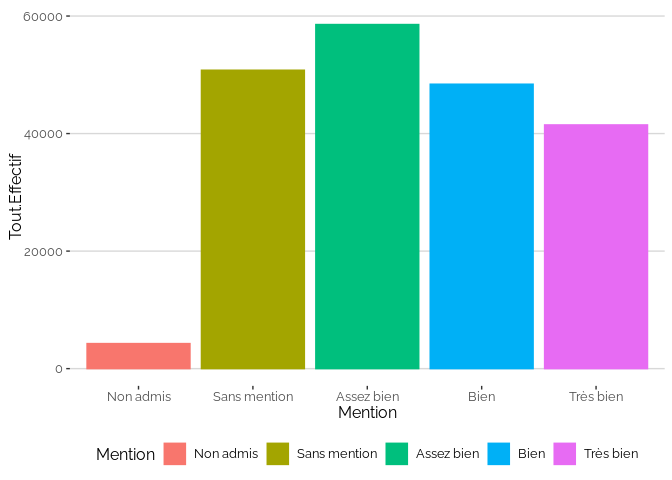 Tout.Effectif
60000
40000
20000
0
Non admis Sans mention Assez bien Bien Très bien
Mention
Mention Non admis Sans mention Assez bien Bien Très bien